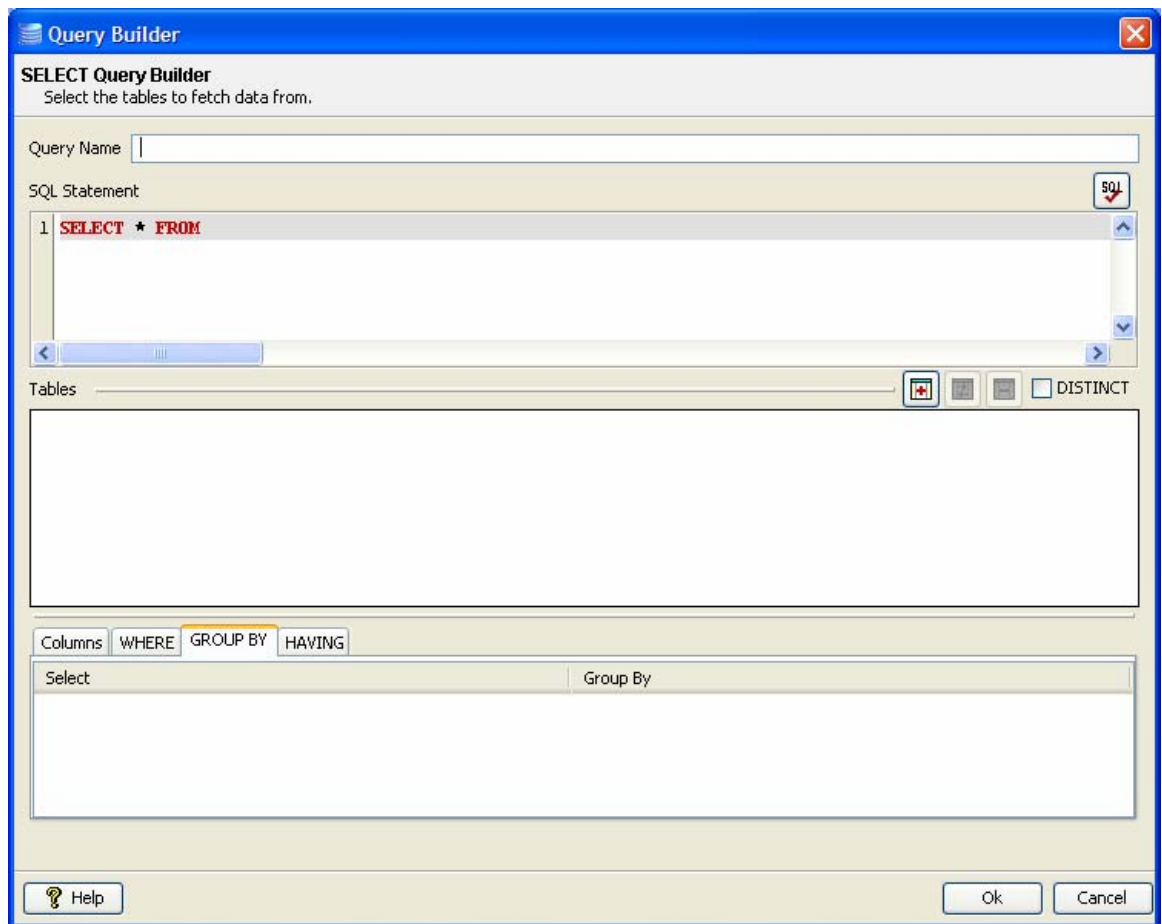 Query Builder
SELECT Query Builder
Select the tables to fetch data from.
Query Name
SQL Statement
SQL
1 SELECT * FROM
Tables DISTINCT
Columns WHERE GROUP BY HAVING
Select Group By
Help Ok Cancel